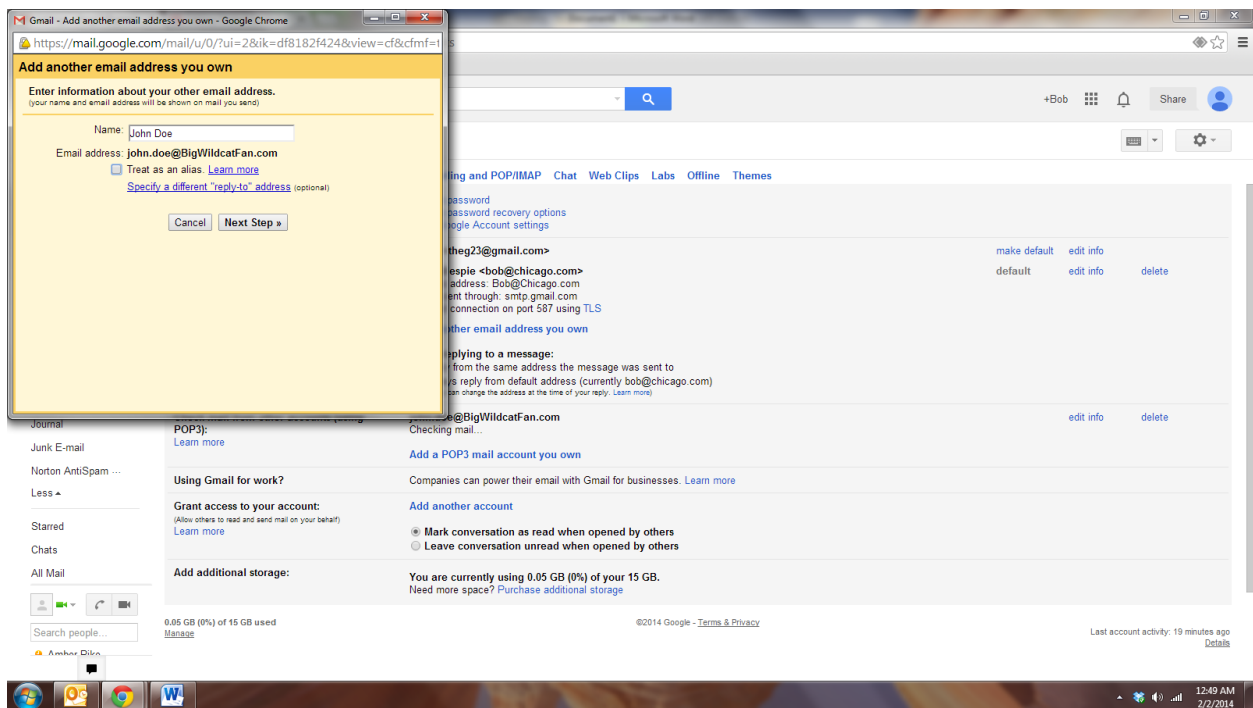 Gmail - Add another email address you own - Google Chrome
https://mail.google.com/mail/u/0/?ui=2&ik=df8182f424&view=cf&cfmf=
Add another email address you own
Enter information about your other email address.
(your name and email address will be shown on mail you send)
Name: John Doe
Email address: john.doe@BigWildcatFan.com
Treat as an alias. Learn more
Specify a different "reply-to" address (optional)
Cancel Next Step »
+Bob Share
and POP/IMAP Chat Web Clips Labs Offline Themes
password
password recovery options
Account settings
theg23@gmail.com> make default edit info
<bob@chicago.com> default edit info delete
address: Bob@Chicago.com
through: smtp.gmail.com
connection on port 587 using TLS
email address you own
to a message:
from the same address the message was sent to
reply from default address (currently bob@chicago.com)
can change the address at the time of your reply. Learn more)
@BigWildcatFan.com edit info delete
POP3): Checking mail...
Learn more
Add a POP3 mail account you own
Using Gmail for work? Companies can power their email with Gmail for businesses. Learn more
Grant access to your account: Add another account
(Allow others to read and send mail on your behalf)
Learn more
Mark conversation as read when opened by others
Leave conversation unread when opened by others
Add additional storage: You are currently using 0.05 GB (0%) of your 15 GB.
Need more space? Purchase additional storage
0.05 GB (0%) of 15 GB used ©2014 Google - Terms & Privacy
Manage
Last account activity: 19 minutes ago
Details
Journal
Junk E-mail
Norton AntiSpam ...
Less
Starred
Chats
All Mail
Search people...
12:49 AM
2/2/2014